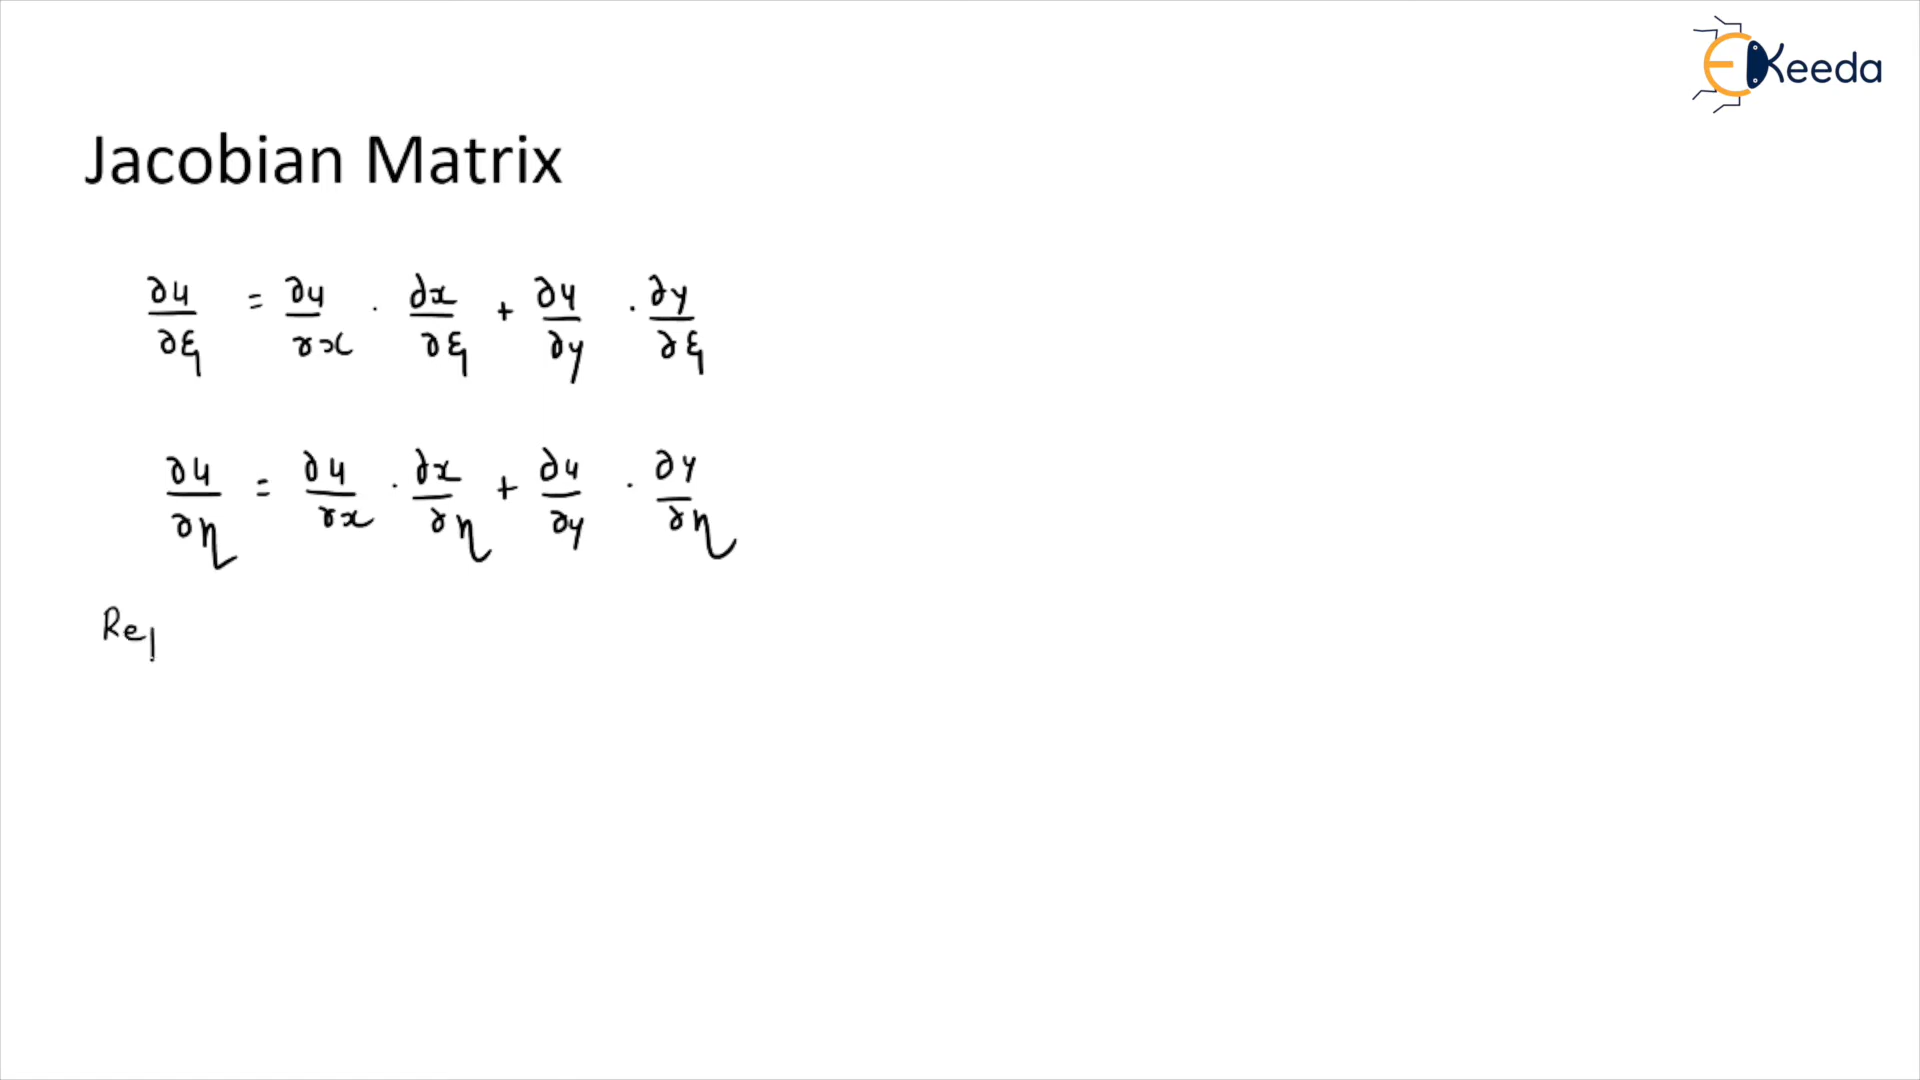 EKeeda
Jacobian Matrix
∂u/∂ξ = ∂u/∂x · ∂x/∂ξ + ∂u/∂y · ∂y/∂ξ
∂u/∂η = ∂u/∂x · ∂x/∂η + ∂u/∂y · ∂y/∂η
Re